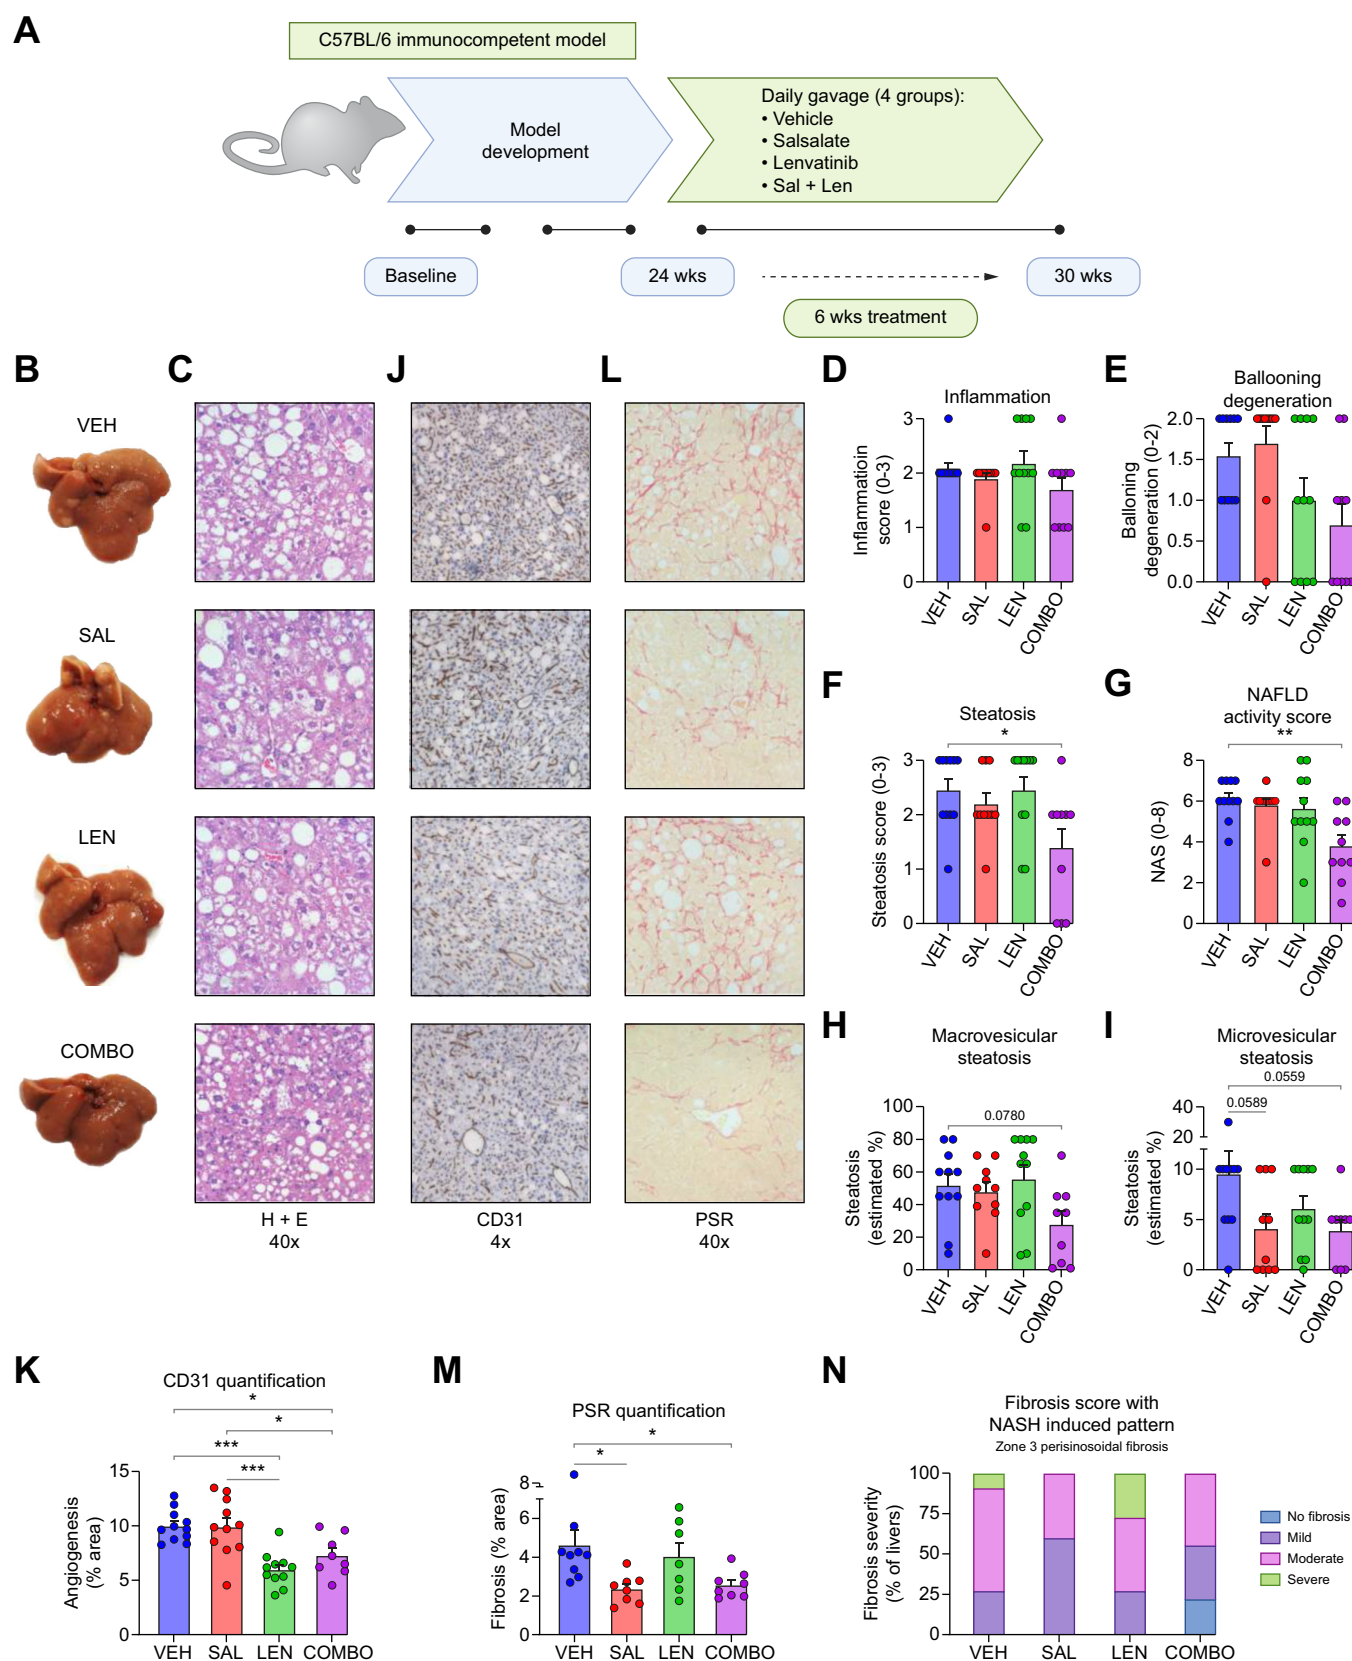 A
C57BL/6 immunocompetent model
Model
development
Daily gavage (4 groups):
• Vehicle
• Salsalate
• Lenvatinib
• Sal + Len
Baseline
24 wks
30 wks
6 wks treatment
B
VEH
SAL
LEN
COMBO
C
H + E
40x
J
CD31
4x
L
PSR
40x
D
Inflammation
Inflammatioin
score (0-3)
3
2
1
0
VEH
SAL
LEN
COMBO
E
Ballooning
degeneration
Balloning
degeneration (0-2)
2.0
1.5
1.0
0.5
0.0
VEH
SAL
LEN
COMBO
F
Steatosis
*
Steatosis score (0-3)
3
2
1
0
VEH
SAL
LEN
COMBO
G
NAFLD
activity score
**
NAS (0-8)
8
6
4
2
0
VEH
SAL
LEN
COMBO
H
Macrovesicular
steatosis
0.0780
Steatosis
(estimated %)
100
80
60
40
20
0
VEH
SAL
LEN
COMBO
I
Microvesicular
steatosis
0.0559
0.0589
Steatosis
(estimated %)
40
20
10
5
0
VEH
SAL
LEN
COMBO
K
CD31 quantification
*
*
***
***
Angiogenesis
(% area)
15
10
5
0
VEH
SAL
LEN
COMBO
M
PSR quantification
*
*
Fibrosis (% area)
8
6
4
2
0
VEH
SAL
LEN
COMBO
N
Fibrosis score with
NASH induced pattern
Zone 3 perisinosoidal fibrosis
Fibrosis severity
(% of livers)
100
75
50
25
0
VEH
SAL
LEN
COMBO
No fibrosis
Mild
Moderate
Severe